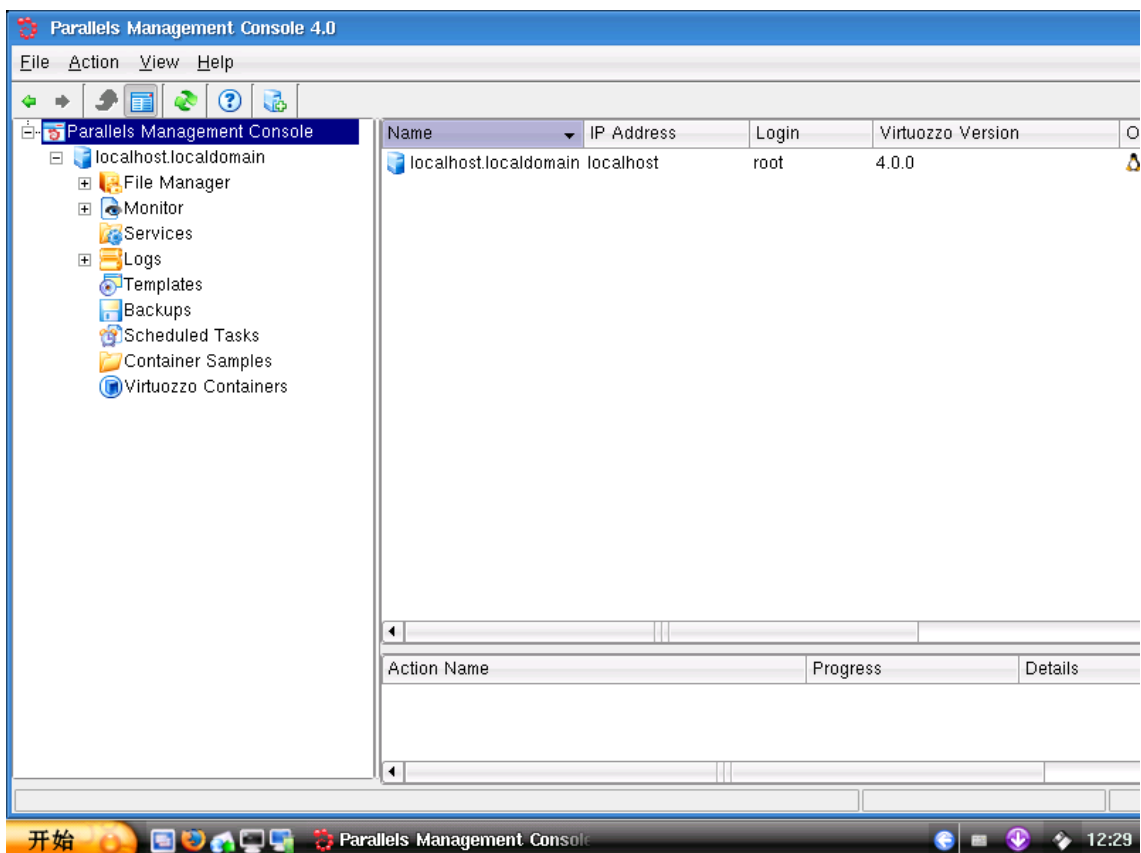 Parallels Management Console 4.0
File Action View Help
Parallels Management Console
Name IP Address Login Virtuozzo Version O
localhost.localdomain
localhost.localdomain localhost root 4.0.0
File Manager
Monitor
Services
Logs
Templates
Backups
Scheduled Tasks
Container Samples
Virtuozzo Containers
Action Name Progress Details
开始 Parallels Management Console 12:29